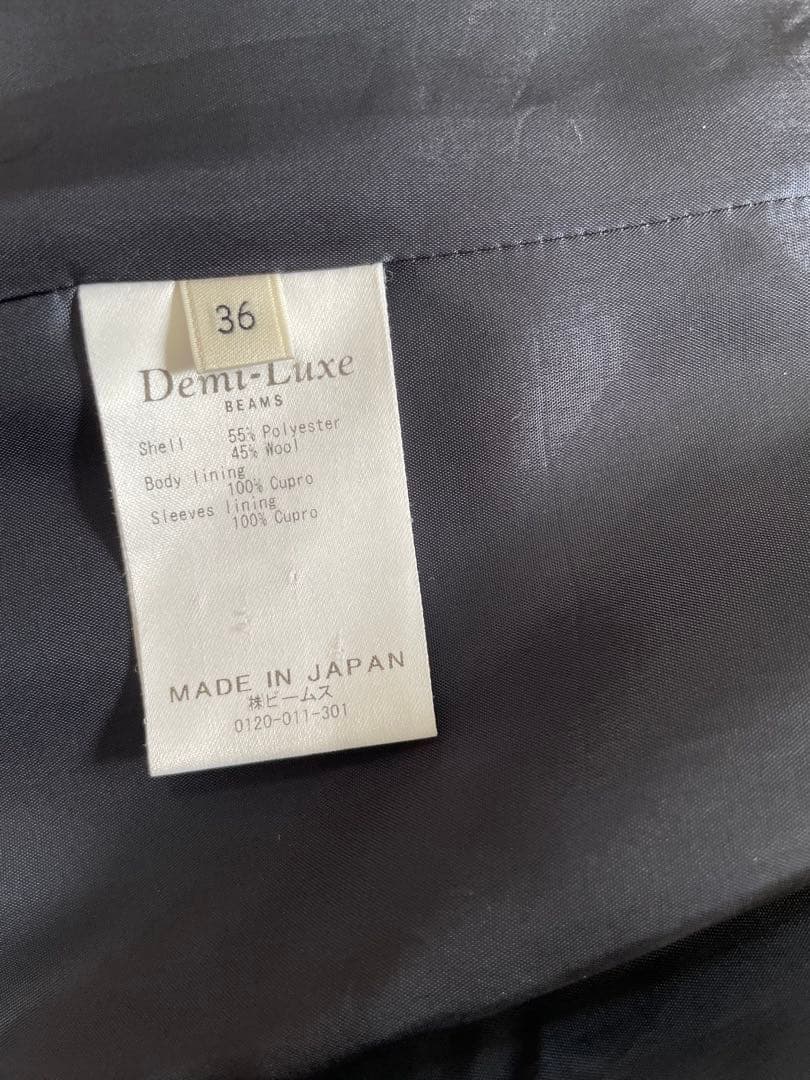 36
Demi-Luxe
BEAMS
Shell 55% Polyester
45% Wool
Body lining
100% Cupro
Sleeves lining
100% Cupro
MADE IN JAPAN
㈱ビームス
0120-011-301